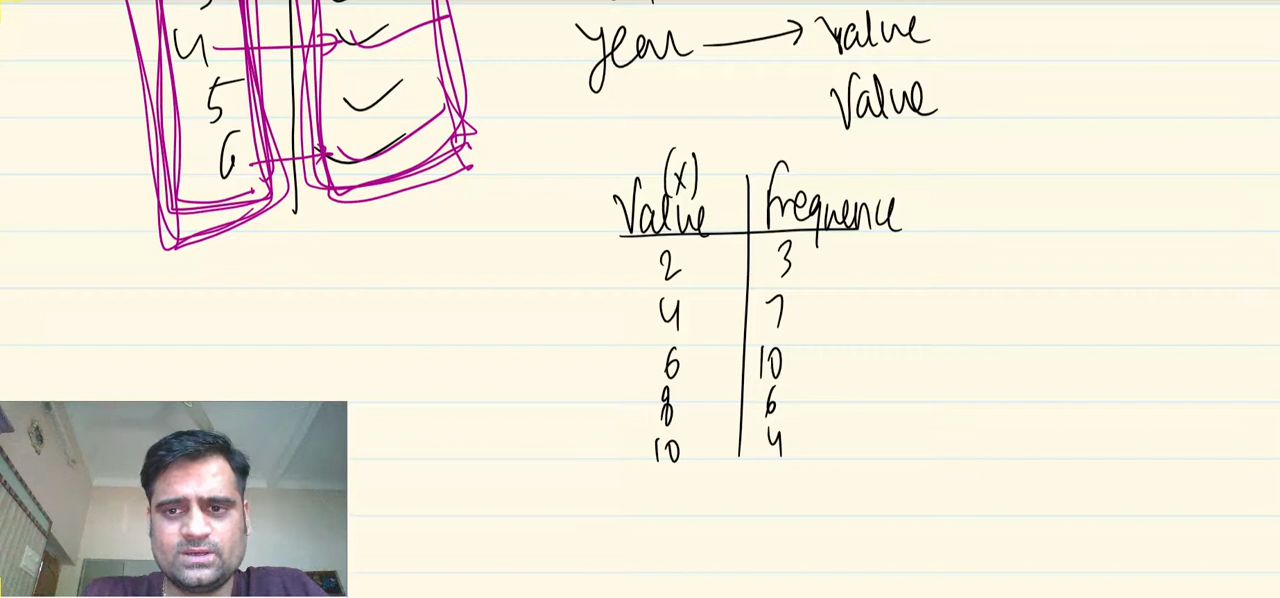 4
5
6
year → value
Value
Value (x) | frequence
2 | 3
4 | 7
6 | 10
8 | 6
10 | 4